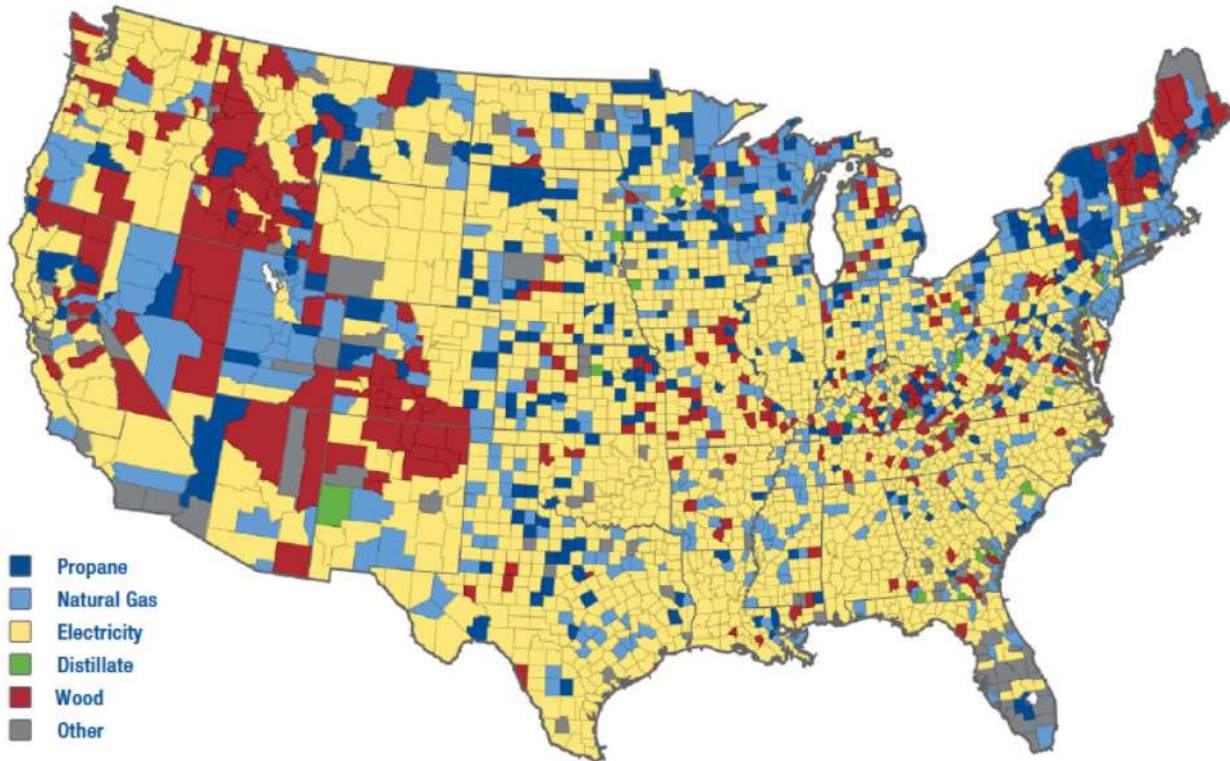 Propane
Natural Gas
Electricity
Distillate
Wood
Other